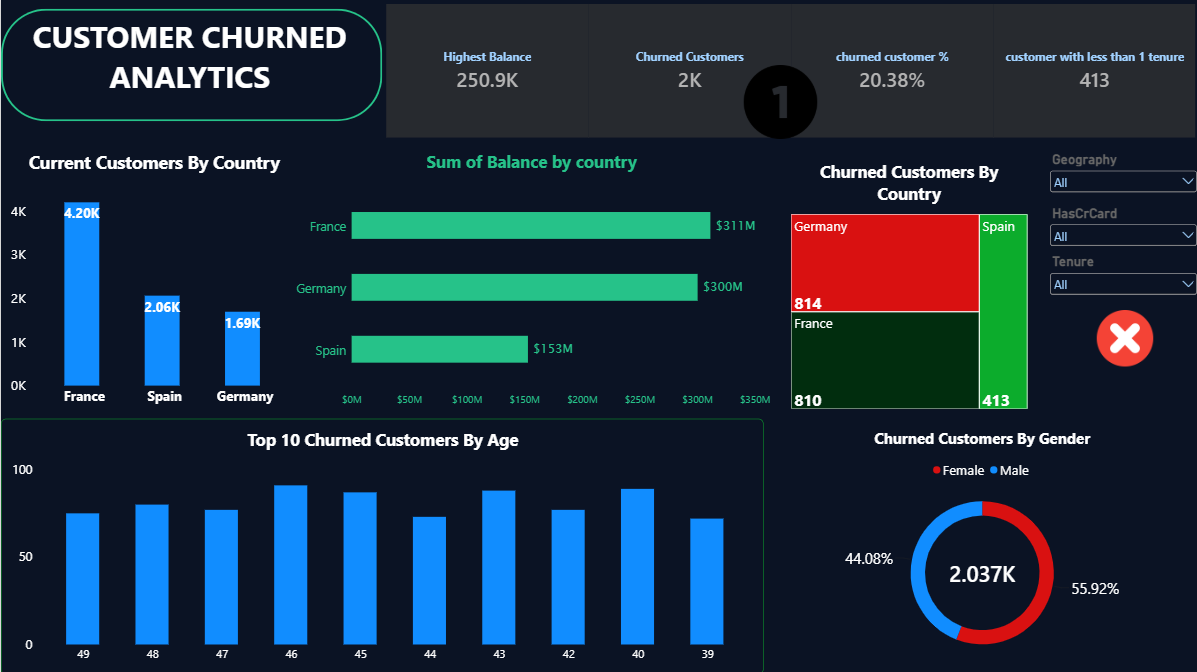 CUSTOMER CHURNED
ANALYTICS
Highest Balance
250.9K
Churned Customers
2K
churned customer %
20.38%
customer with less than 1 tenure
413
1
Current Customers By Country
4K
3K
2K
1K
0K
4.20K
2.06K
1.69K
France
Spain
Germany
Sum of Balance by country
France
$311M
Germany
$300M
Spain
$153M
$0M $50M $100M $150M $200M $250M $300M $350M
Churned Customers By
Country
Germany
814
France
810
Spain
413
Geography
All
HasCrCard
All
Tenure
All
Top 10 Churned Customers By Age
100
50
0
49 48 47 46 45 44 43 42 40 39
Churned Customers By Gender
Female Male
44.08%
2.037K
55.92%